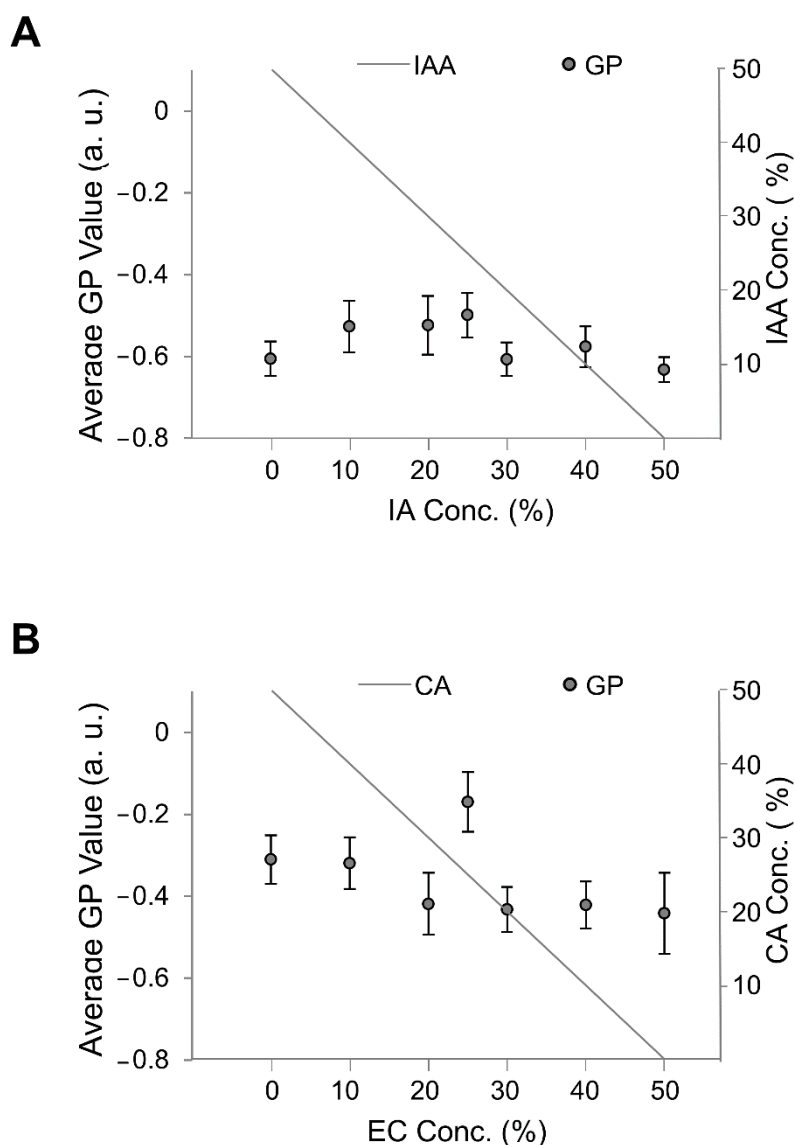 A
IAA GP
Average GP Value (a. u.)
0
−0.2
−0.4
−0.6
−0.8
50
40
30
20
10
IAA Conc. ( %)
0 10 20 30 40 50
IA Conc. (%)
B
CA GP
Average GP Value (a. u.)
0
−0.2
−0.4
−0.6
−0.8
50
40
30
20
10
CA Conc. ( %)
0 10 20 30 40 50
EC Conc. (%)